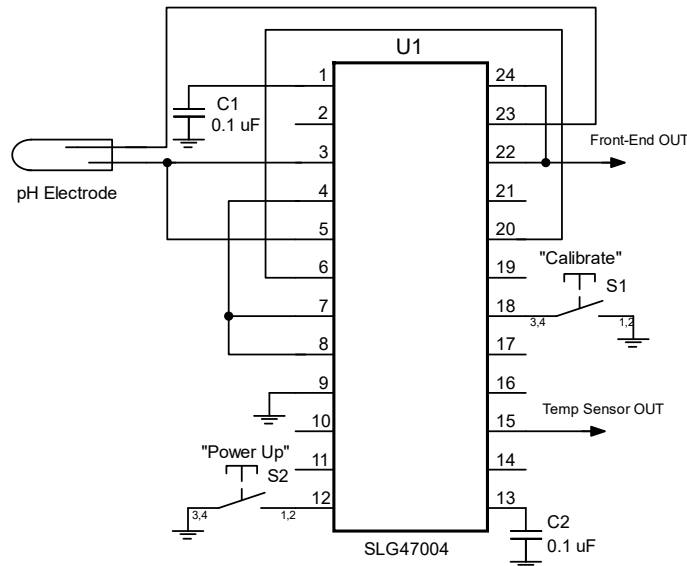 U1
1
24
C1
0.1 uF
2
23
Front-End OUT
3
22
pH Electrode
4
21
5
20
"Calibrate"
6
19
S1
7
18
3,4
1,2
8
17
9
16
Temp Sensor OUT
10
15
"Power Up"
11
14
S2
12
13
3,4
1,2
C2
0.1 uF
SLG47004